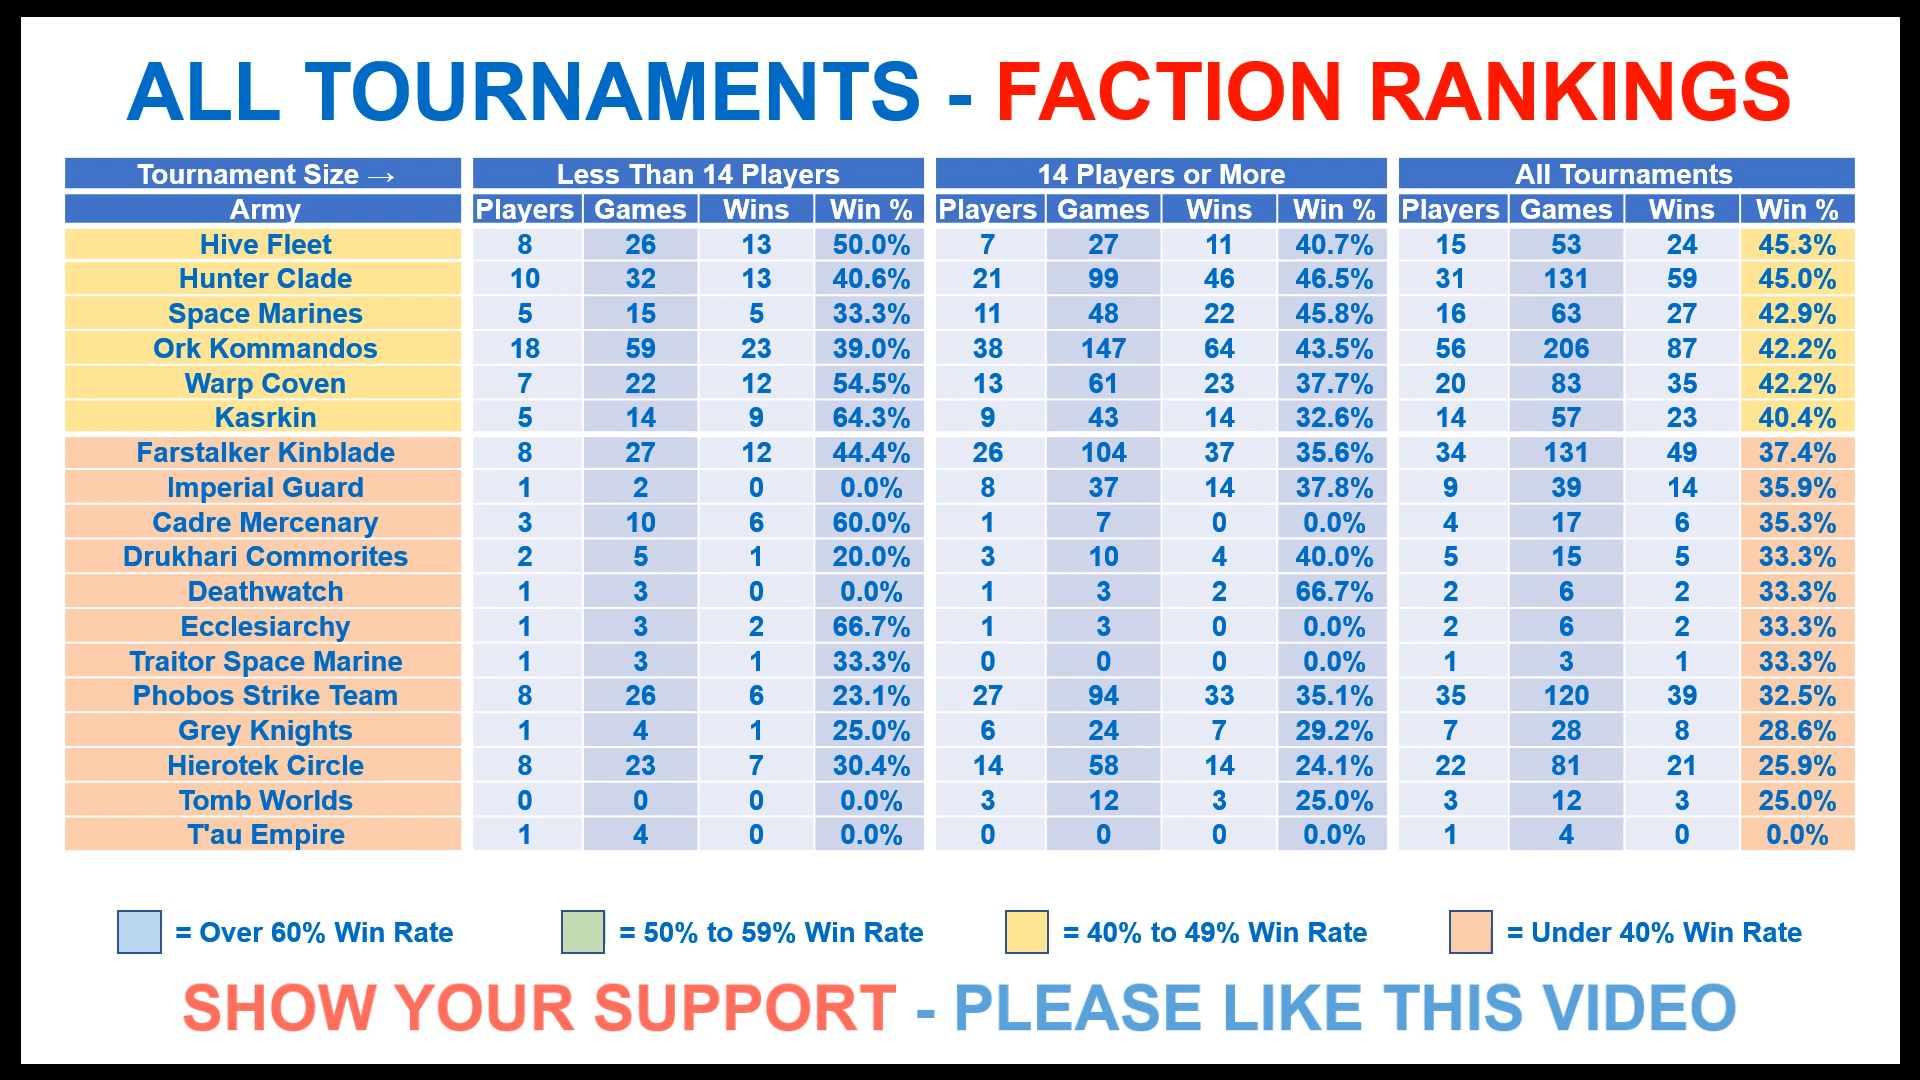 ALL TOURNAMENTS - FACTION RANKINGS
Tournament Size → Less Than 14 Players 14 Players or More All Tournaments
Army Players Games Wins Win % Players Games Wins Win % Players Games Wins Win %
Hive Fleet 8 26 13 50.0% 7 27 11 40.7% 15 53 24 45.3%
Hunter Clade 10 32 13 40.6% 21 99 46 46.5% 31 131 59 45.0%
Space Marines 5 15 5 33.3% 11 48 22 45.8% 16 63 27 42.9%
Ork Kommandos 18 59 23 39.0% 38 147 64 43.5% 56 206 87 42.2%
Warp Coven 7 22 12 54.5% 13 61 23 37.7% 20 83 35 42.2%
Kasrkin 5 14 9 64.3% 9 43 14 32.6% 14 57 23 40.4%
Farstalker Kinblade 8 27 12 44.4% 26 104 37 35.6% 34 131 49 37.4%
Imperial Guard 1 2 0 0.0% 8 37 14 37.8% 9 39 14 35.9%
Cadre Mercenary 3 10 6 60.0% 1 7 0 0.0% 4 17 6 35.3%
Drukhari Commorites 2 5 1 20.0% 3 10 4 40.0% 5 15 5 33.3%
Deathwatch 1 3 0 0.0% 1 3 2 66.7% 2 6 2 33.3%
Ecclesiarchy 1 3 2 66.7% 1 3 0 0.0% 2 6 2 33.3%
Traitor Space Marine 1 3 1 33.3% 0 0 0 0.0% 1 3 1 33.3%
Phobos Strike Team 8 26 6 23.1% 27 94 33 35.1% 35 120 39 32.5%
Grey Knights 1 4 1 25.0% 6 24 7 29.2% 7 28 8 28.6%
Hierotek Circle 8 23 7 30.4% 14 58 14 24.1% 22 81 21 25.9%
Tomb Worlds 0 0 0 0.0% 3 12 3 25.0% 3 12 3 25.0%
T'au Empire 1 4 0 0.0% 0 0 0 0.0% 1 4 0 0.0%
= Over 60% Win Rate = 50% to 59% Win Rate = 40% to 49% Win Rate = Under 40% Win Rate
SHOW YOUR SUPPORT - PLEASE LIKE THIS VIDEO